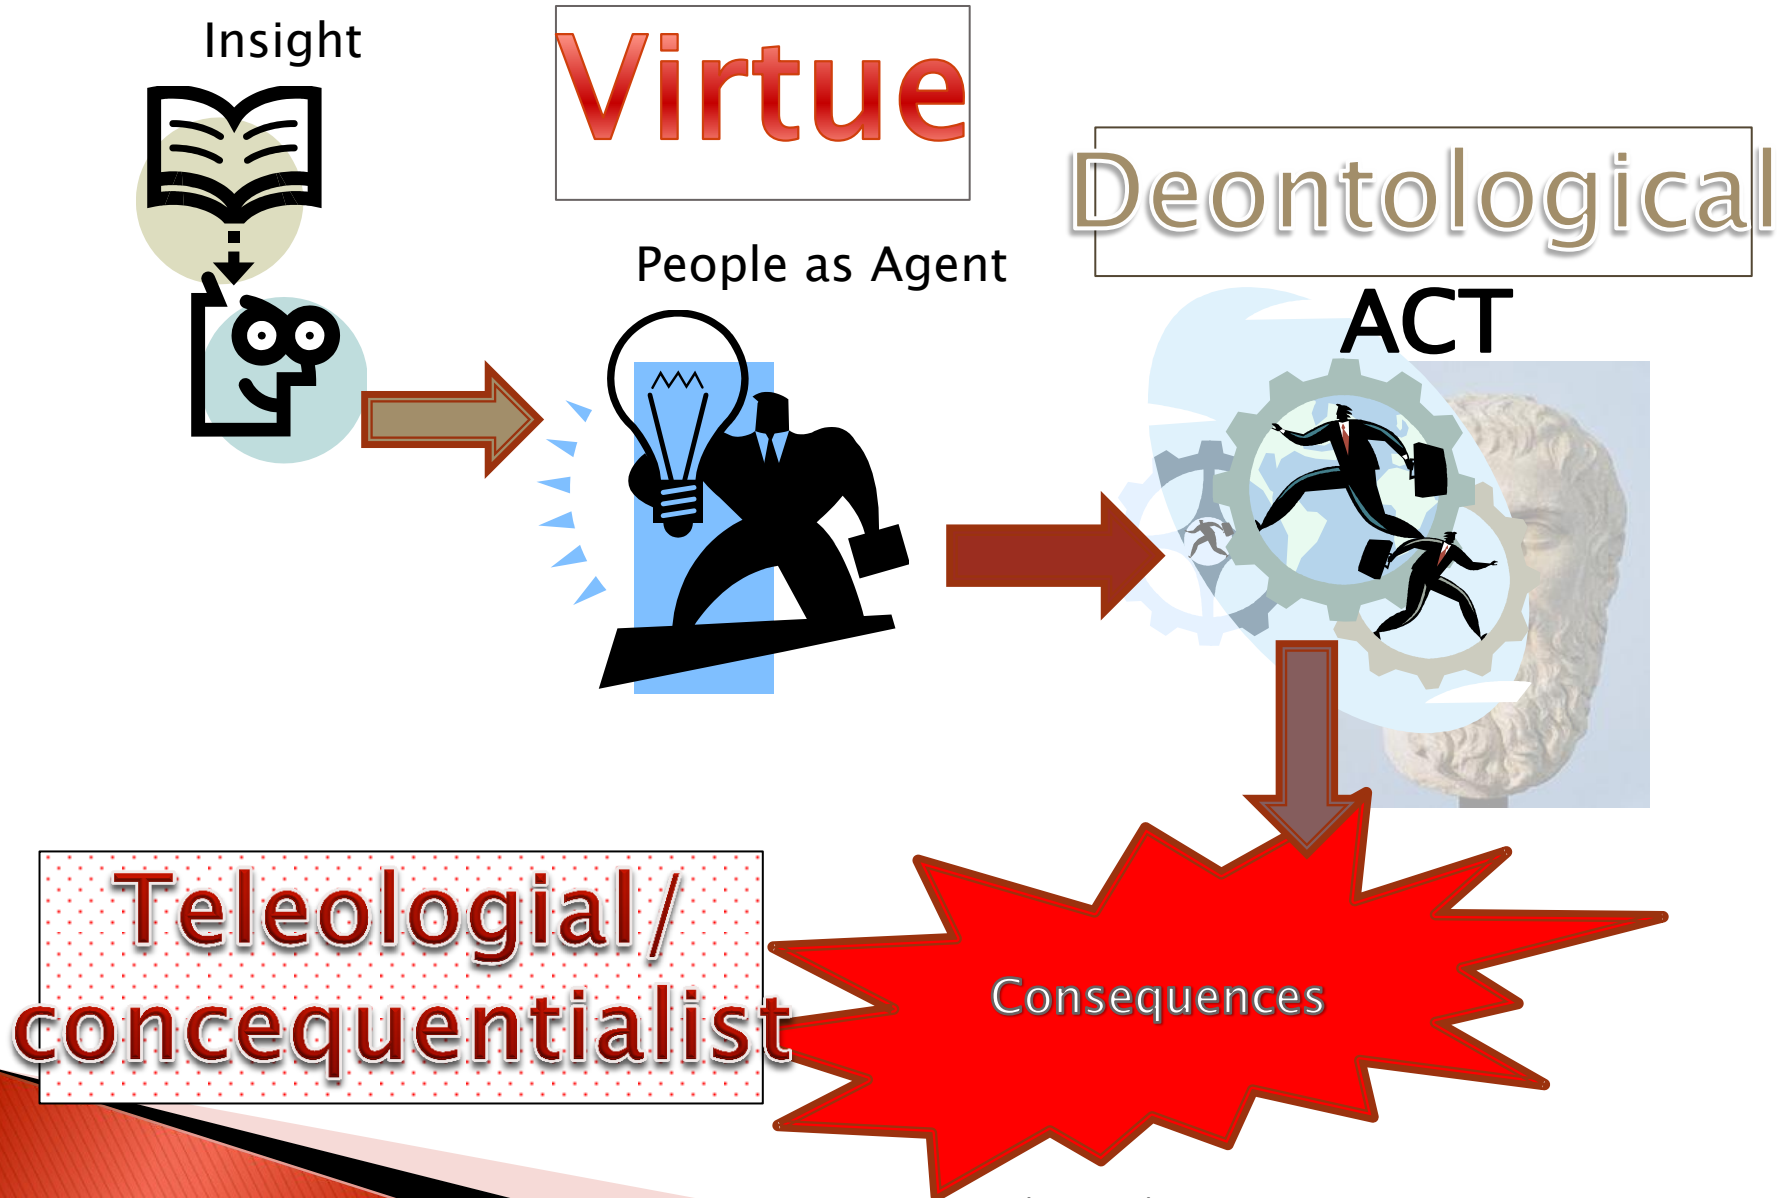 Insight
Virtue
Deontological
People as Agent
ACT
Teleologial/
concequentialist
Consequences